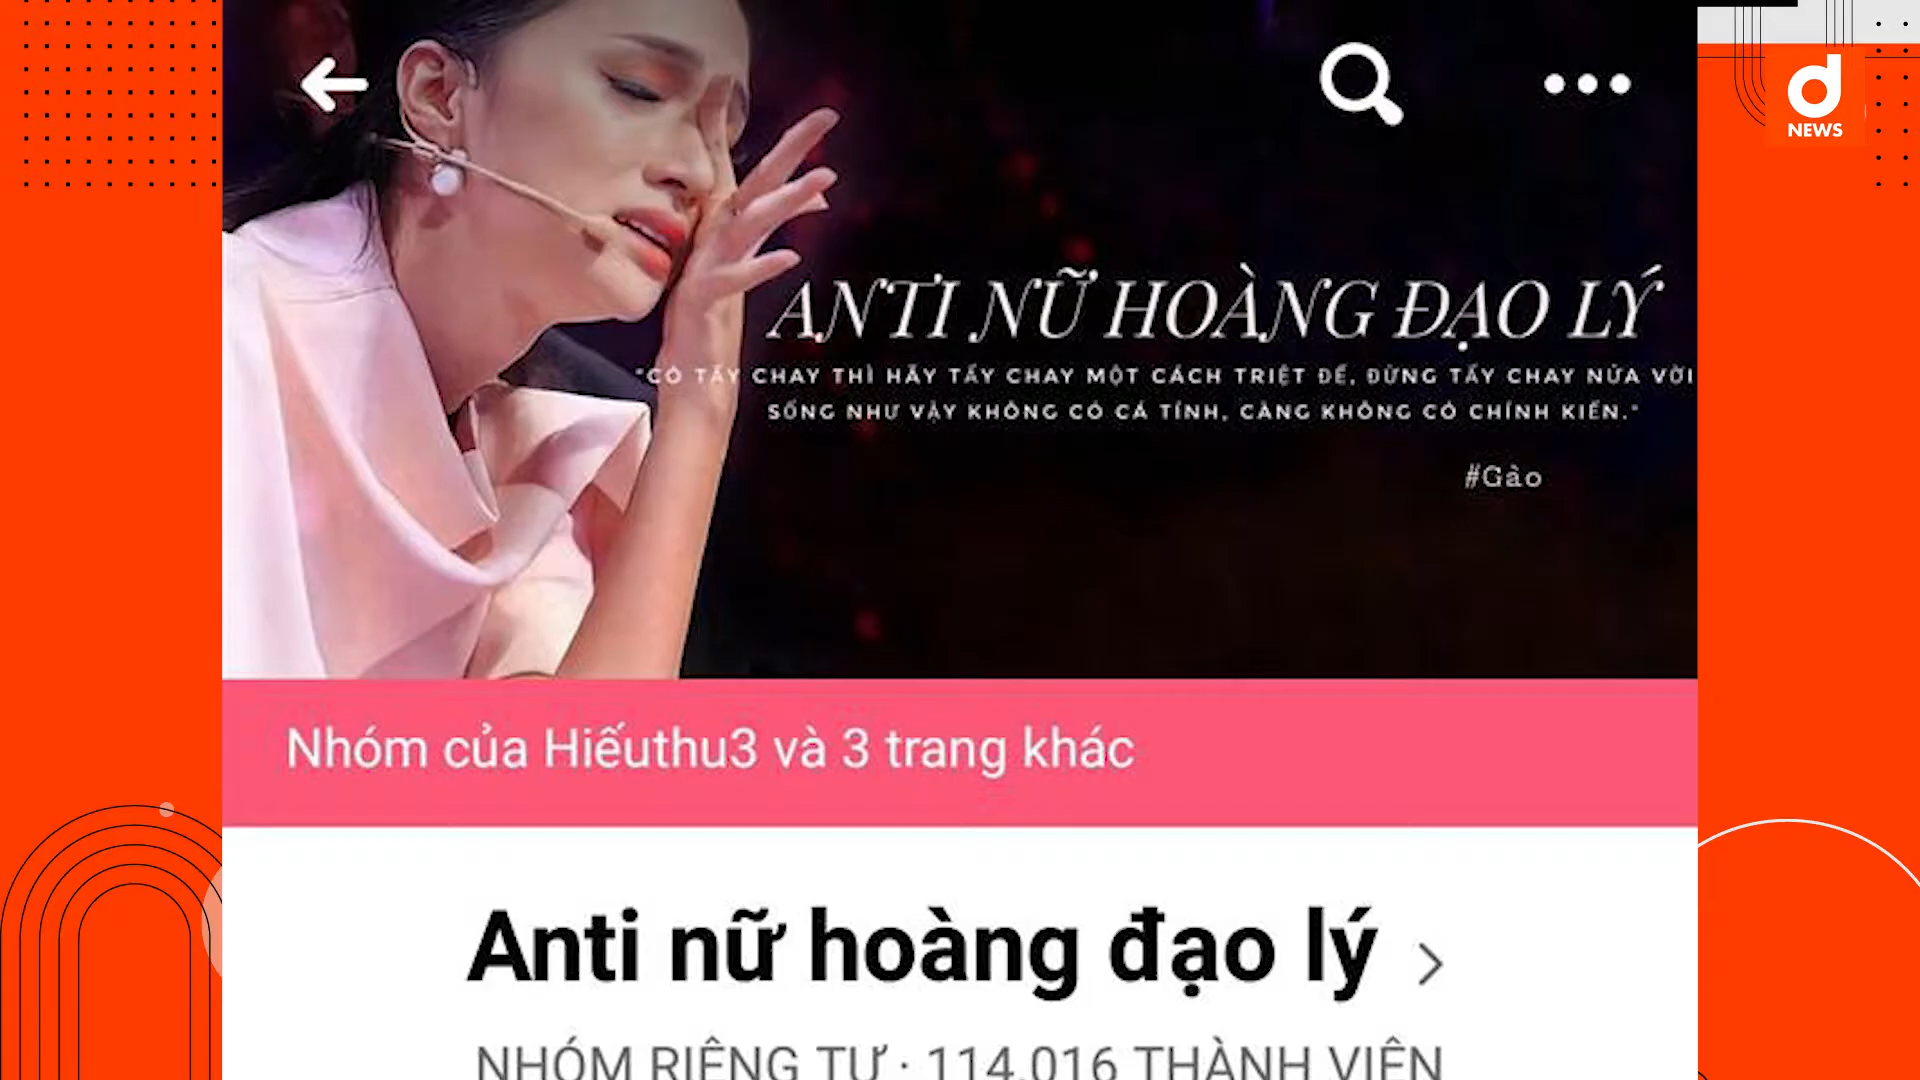 d
NEWS
ANTI NỮ HOÀNG ĐẠO LÝ
"CÓ TẨY CHAY THÌ HÃY TẨY CHAY MỘT CÁCH TRIỆT ĐỂ, ĐỪNG TẨY CHAY NỬA VỜI
SỐNG NHƯ VẬY KHÔNG CÓ CÁ TÍNH, CÀNG KHÔNG CÓ CHÍNH KIẾN."
#Gào
Nhóm của Hiếuthu3 và 3 trang khác
Anti nữ hoàng đạo lý
NHÓM RIÊNG TƯ · 114.016 THÀNH VIÊN